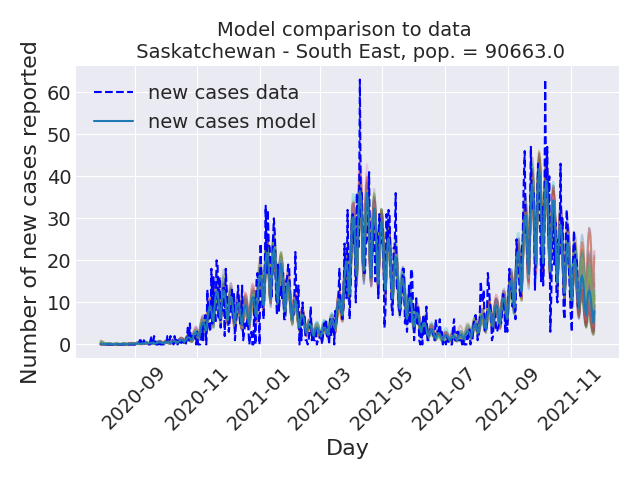 Model comparison to data
Saskatchewan - South East, pop. = 90663.0
Number of new cases reported
60
50
40
30
20
10
0
new cases data
new cases model
2020-09
2020-11
2021-01
2021-03
2021-05
2021-07
2021-09
2021-11
Day